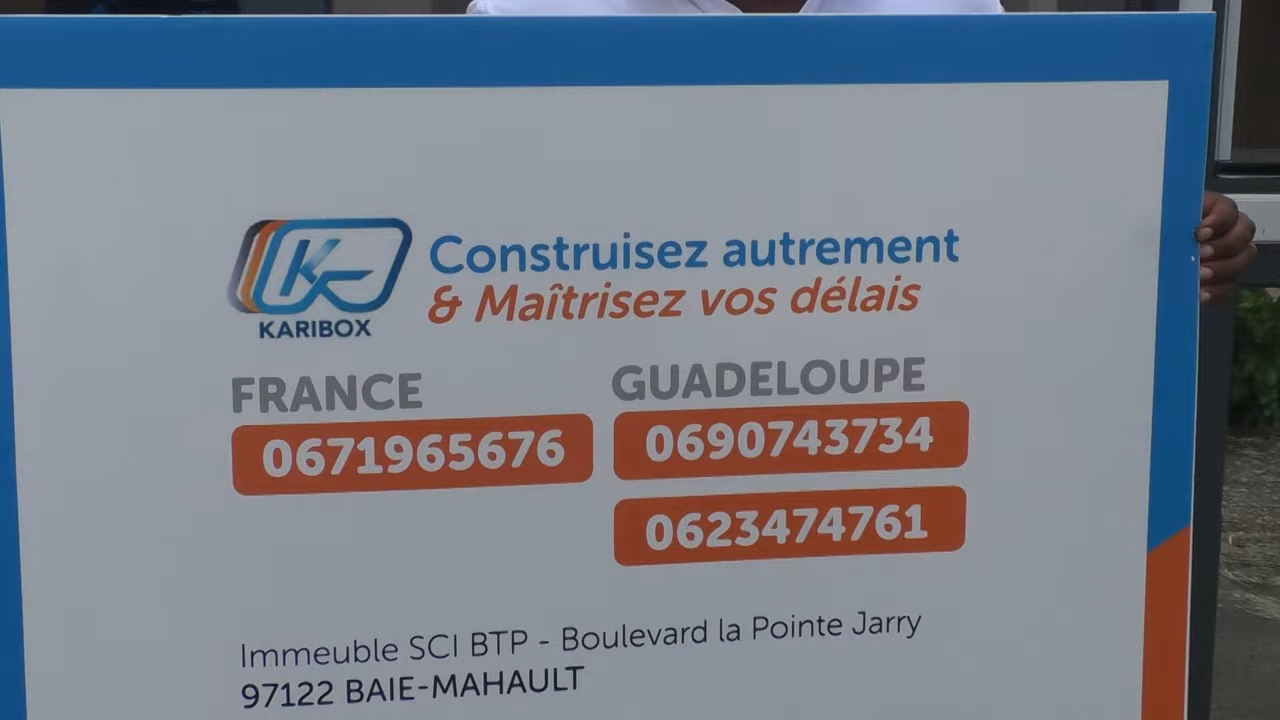 Construisez autrement
& Maîtrisez vos délais
KARIBOX
FRANCE
0671965676
GUADELOUPE
0690743734
0623474761
Immeuble SCI BTP - Boulevard la Pointe Jarry
97122 BAIE-MAHAULT